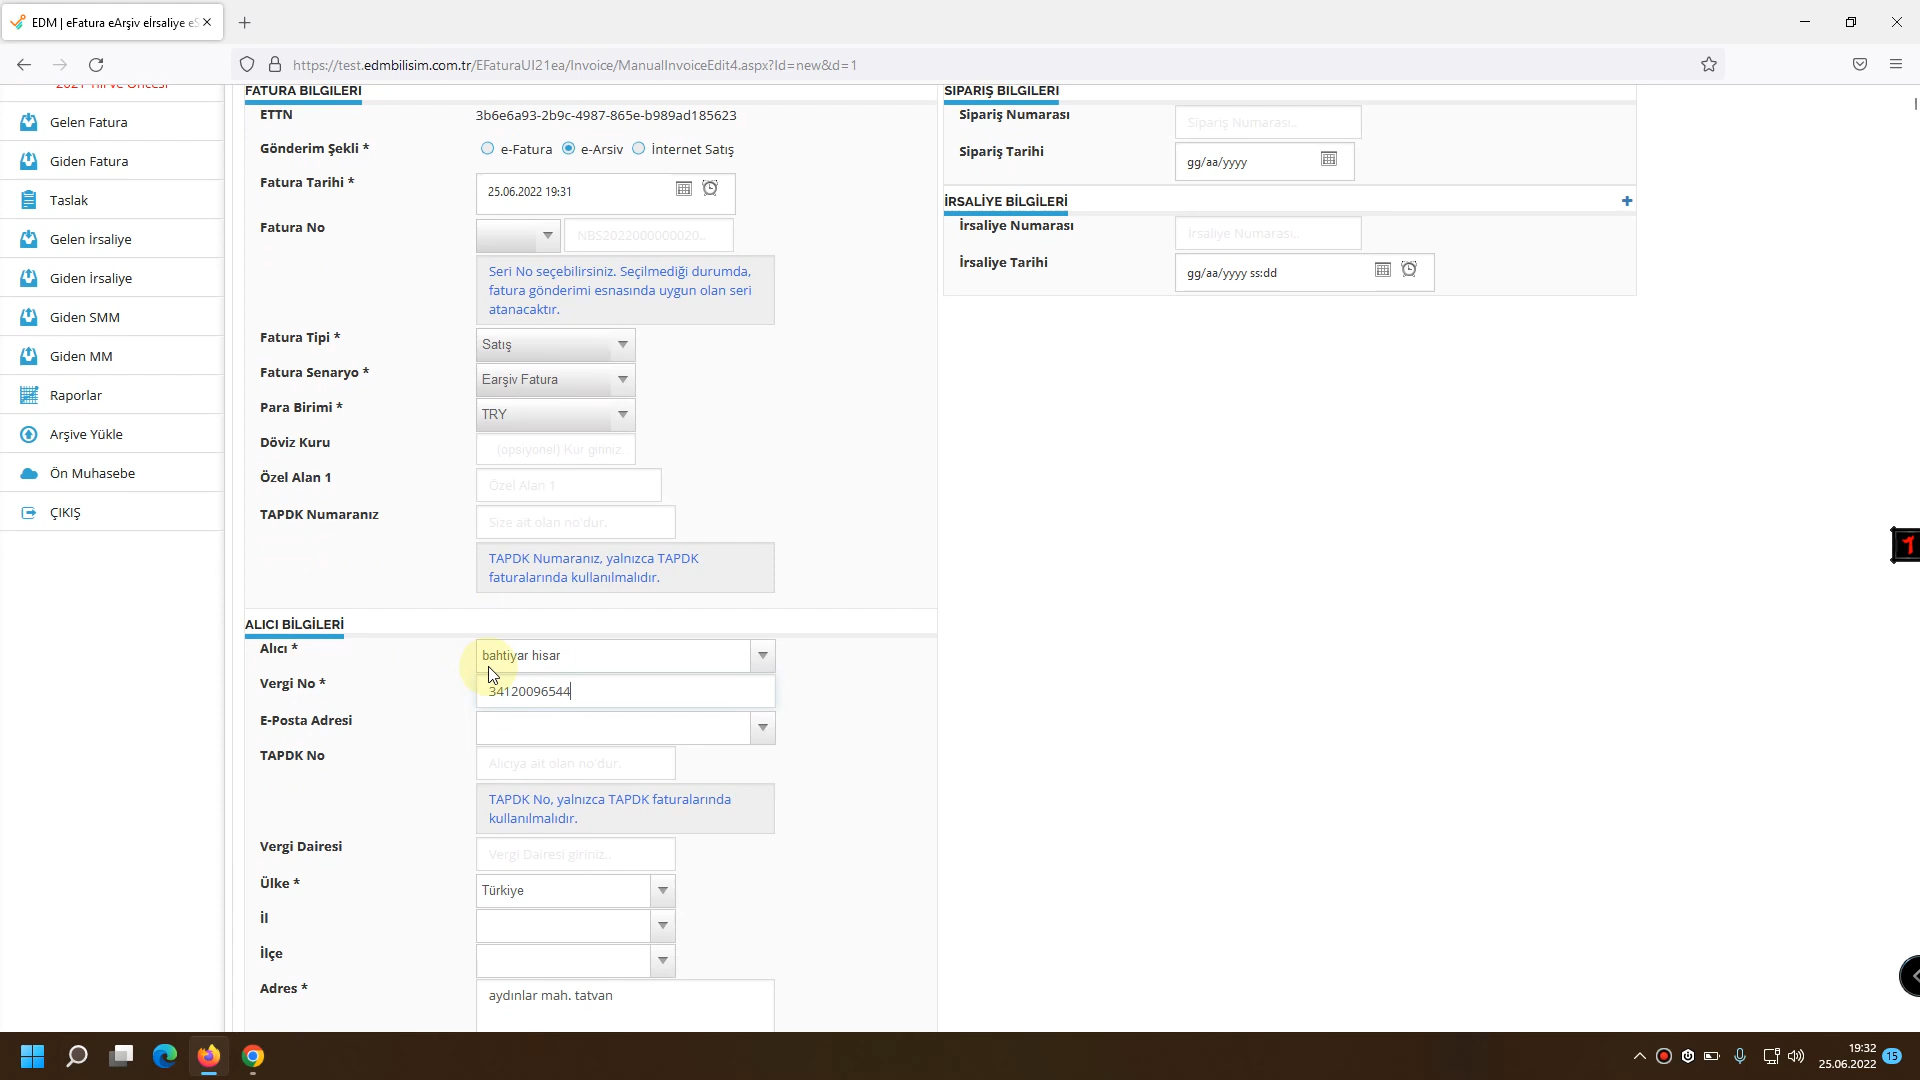 EDM | eFatura eArşiv eİrsaliye eS
https://test.edmbilisim.com.tr/EFaturaUI21ea/Invoice/ManualInvoiceEdit4.aspx?Id=new&d=1
2021 Yılı ve Öncesi
Gelen Fatura
Giden Fatura
Taslak
Gelen İrsaliye
Giden İrsaliye
Giden SMM
Giden MM
Raporlar
Arşive Yükle
Ön Muhasebe
ÇIKIŞ
FATURA BİLGİLERİ
ETTN 3b6e6a93-2b9c-4987-865e-b989ad185623
Gönderim Şekli * e-Fatura e-Arsiv İnternet Satış
Fatura Tarihi * 25.06.2022 19:31
Fatura No NBS2022000000020..
Seri No seçebilirsiniz. Seçilmediği durumda,
fatura gönderimi esnasında uygun olan seri
atanacaktır.
Fatura Tipi * Satış
Fatura Senaryo * Earşiv Fatura
Para Birimi * TRY
Döviz Kuru (opsiyonel) Kur giriniz..
Özel Alan 1 Özel Alan 1
TAPDK Numaranız Size ait olan no'dur.
TAPDK Numaranız, yalnızca TAPDK
faturalarında kullanılmalıdır.
ALICI BİLGİLERİ
Alıcı * bahtiyar hisar
Vergi No * 34120096544
E-Posta Adresi
TAPDK No Alıcıya ait olan no'dur.
TAPDK No, yalnızca TAPDK faturalarında
kullanılmalıdır.
Vergi Dairesi Vergi Dairesi giriniz..
Ülke * Türkiye
İl
İlçe
Adres * aydınlar mah. tatvan
SİPARİŞ BİLGİLERİ
Sipariş Numarası Sipariş Numarası..
Sipariş Tarihi gg/aa/yyyy
İRSALİYE BİLGİLERİ +
İrsaliye Numarası İrsaliye Numarası..
İrsaliye Tarihi gg/aa/yyyy ss:dd
1
19:32
25.06.2022 15